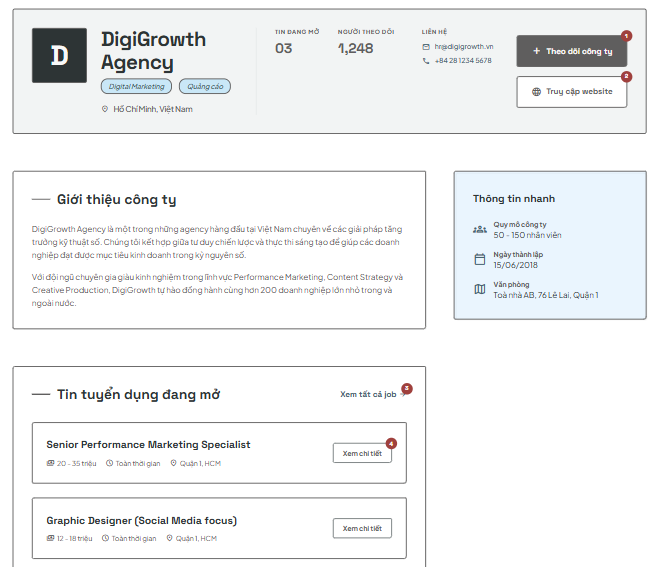 D
DigiGrowth
Agency
Digital Marketing
Quảng cáo
Hồ Chí Minh, Việt Nam
TIN ĐANG MỞ
03
NGƯỜI THEO DÕI
1,248
LIÊN HỆ
hr@digigrowth.vn
+84 28 1234 5678
1
+ Theo dõi công ty
2
Truy cập website
Giới thiệu công ty
DigiGrowth Agency là một trong những agency hàng đầu tại Việt Nam chuyên về các giải pháp tăng
trưởng kỹ thuật số. Chúng tôi kết hợp giữa tư duy chiến lược và thực thi sáng tạo để giúp các doanh
nghiệp đạt được mục tiêu kinh doanh trong kỷ nguyên số.
Với đội ngũ chuyên gia giàu kinh nghiệm trong lĩnh vực Performance Marketing, Content Strategy và
Creative Production, DigiGrowth tự hào đồng hành cùng hơn 200 doanh nghiệp lớn nhỏ trong và
ngoài nước.
Thông tin nhanh
Quy mô công ty
50 - 150 nhân viên
Ngày thành lập
15/06/2018
Văn phòng
Toà nhà AB, 76 Lê Lai, Quận 1
Tin tuyển dụng đang mở
Xem tất cả job
3
Senior Performance Marketing Specialist
20 - 35 triệu
Toàn thời gian
Quận 1, HCM
4
Xem chi tiết
Graphic Designer (Social Media focus)
12 - 18 triệu
Toàn thời gian
Quận 1, HCM
Xem chi tiết